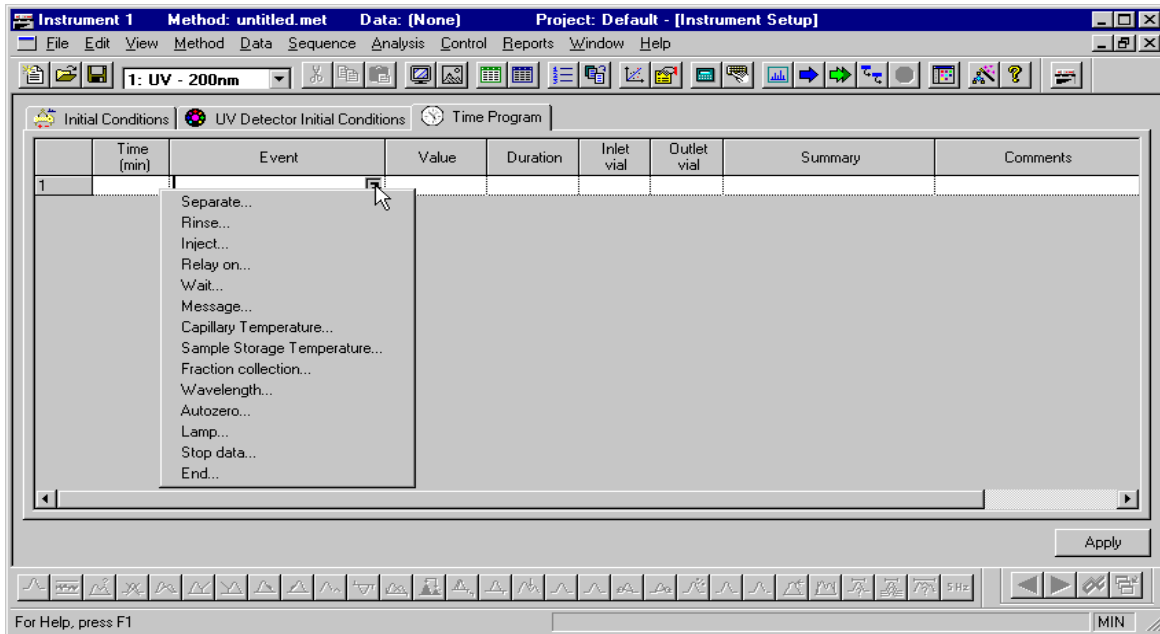 Instrument 1 Method: untitled.met Data: (None) Project: Default - [Instrument Setup]
File Edit View Method Data Sequence Analysis Control Reports Window Help
1: UV - 200nm
Initial Conditions UV Detector Initial Conditions Time Program
Time (min) Event Value Duration Inlet vial Outlet vial Summary Comments
1
Separate...
Rinse...
Inject...
Relay on...
Wait...
Message...
Capillary Temperature...
Sample Storage Temperature...
Fraction collection...
Wavelength...
Autozero...
Lamp...
Stop data...
End...
Apply
5 Hz
For Help, press F1 MIN